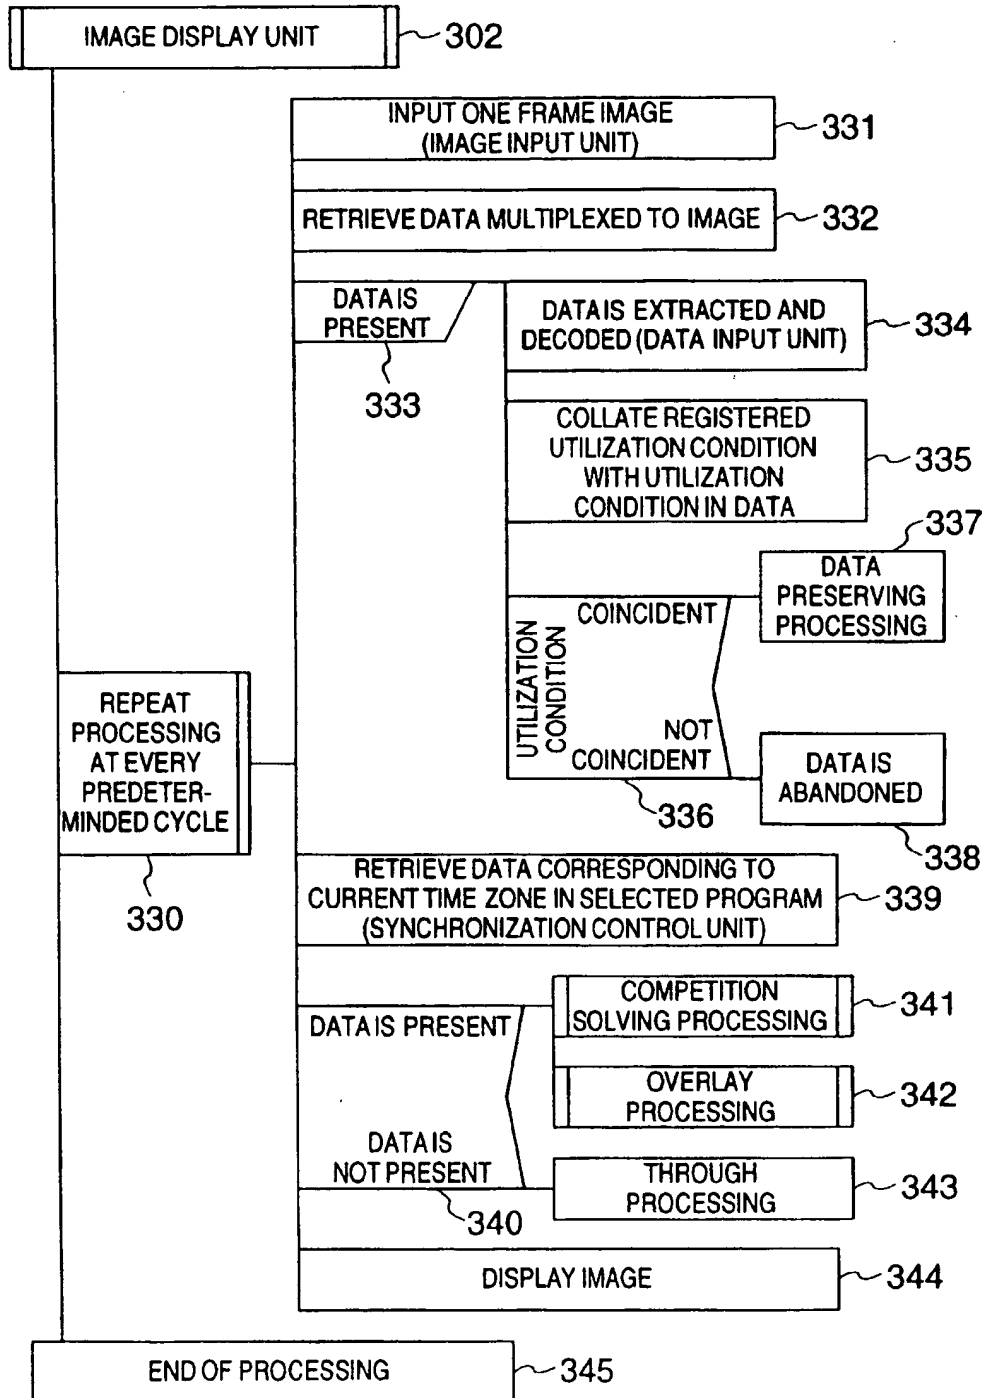 IMAGE DISPLAY UNIT
302
INPUT ONE FRAME IMAGE
(IMAGE INPUT UNIT)
331
RETRIEVE DATA MULTIPLEXED TO IMAGE
332
DATA IS
PRESENT
333
DATA IS EXTRACTED AND
DECODED (DATA INPUT UNIT)
334
COLLATE REGISTERED
UTILIZATION CONDITION
WITH UTILIZATION
CONDITION IN DATA
335
337
DATA
PRESERVING
PROCESSING
UTILIZATION
CONDITION
COINCIDENT
NOT
COINCIDENT
336
DATA IS
ABANDONED
338
REPEAT
PROCESSING
AT EVERY
PREDETER-
MINDED CYCLE
330
RETRIEVE DATA CORRESPONDING TO
CURRENT TIME ZONE IN SELECTED PROGRAM
(SYNCHRONIZATION CONTROL UNIT)
339
DATA IS PRESENT
DATA IS
NOT PRESENT
340
COMPETITION
SOLVING PROCESSING
341
OVERLAY
PROCESSING
342
THROUGH
PROCESSING
343
DISPLAY IMAGE
344
END OF PROCESSING
345